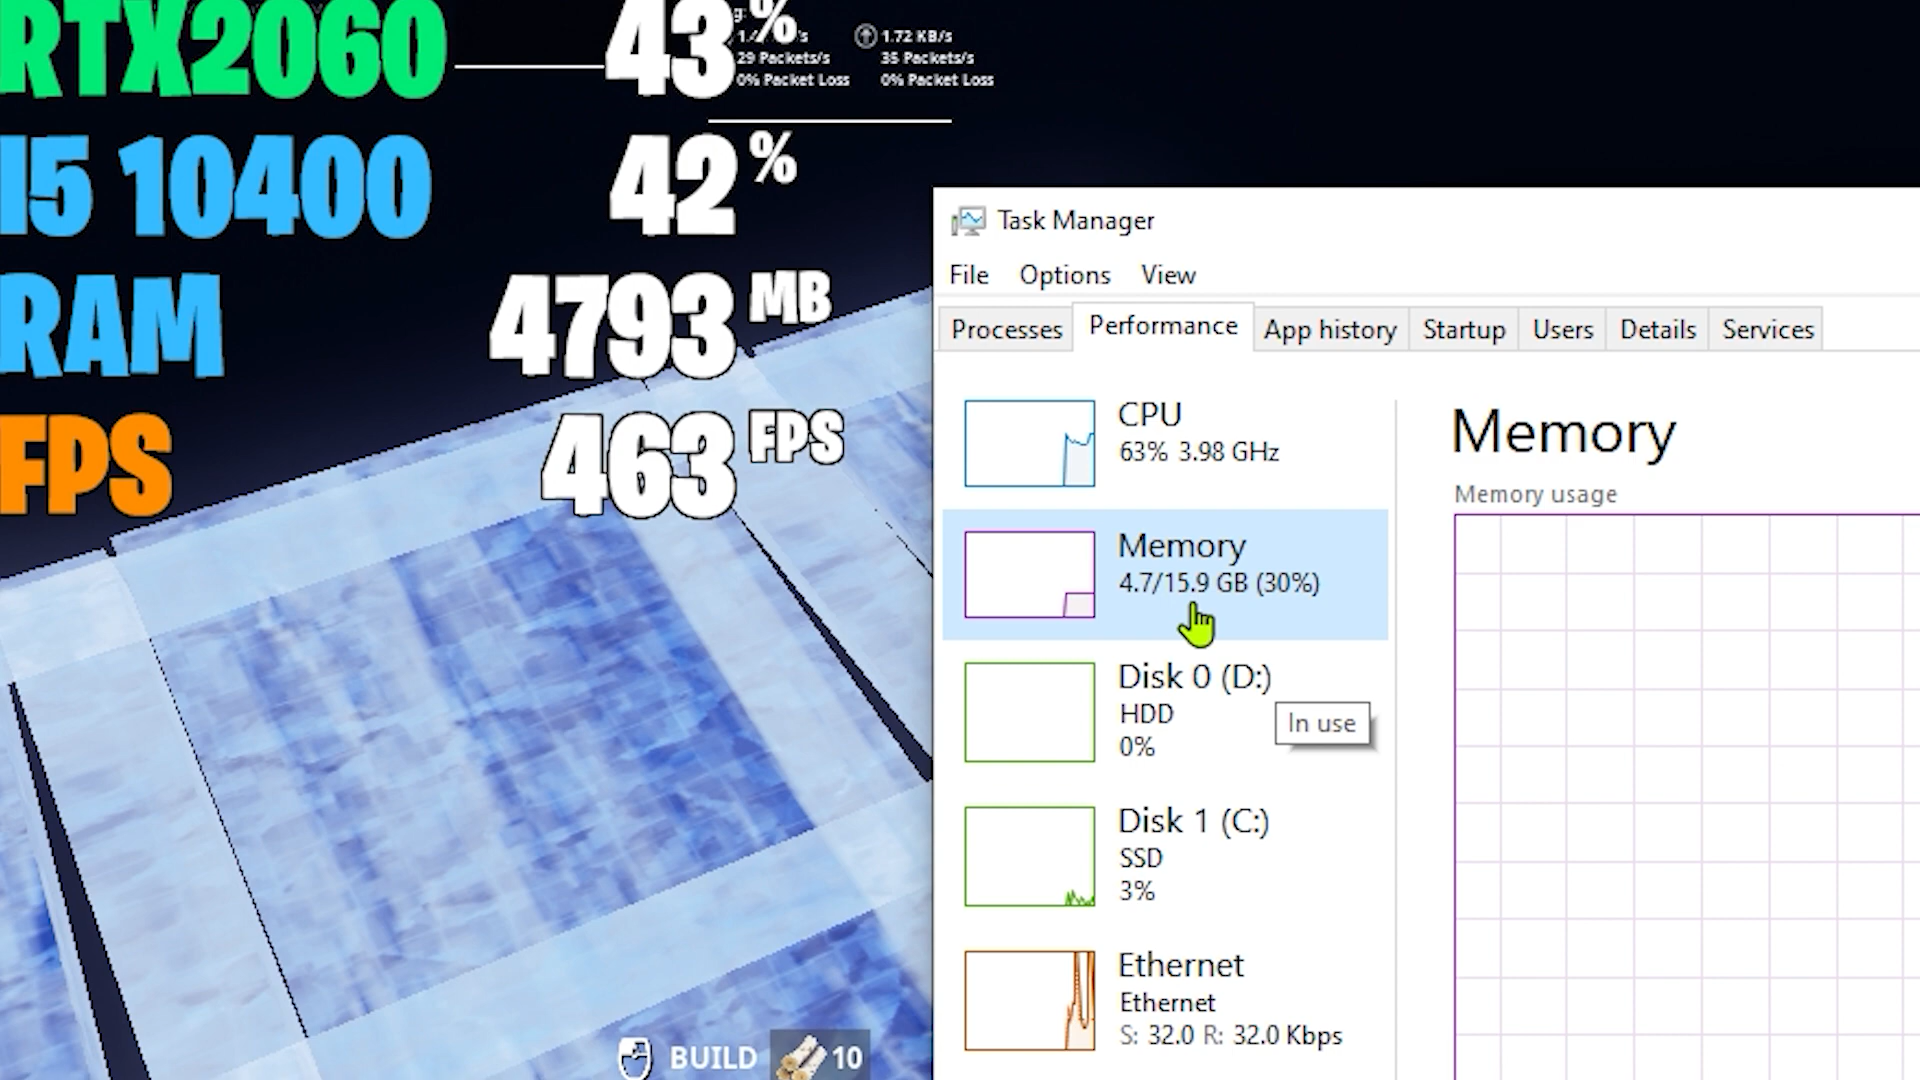 RTX2060 43%
1.72 KB/s
29 Packets/s 35 Packets/s
0% Packet Loss 0% Packet Loss
I5 10400 42%
RAM 4793 MB
FPS 463 FPS
Task Manager
File Options View
Processes Performance App history Startup Users Details Services
CPU
63% 3.98 GHz
Memory
4.7/15.9 GB (30%)
Disk 0 (D:)
HDD
0%
In use
Disk 1 (C:)
SSD
3%
Ethernet
Ethernet
S: 32.0 R: 32.0 Kbps
Memory
Memory usage
BUILD 10